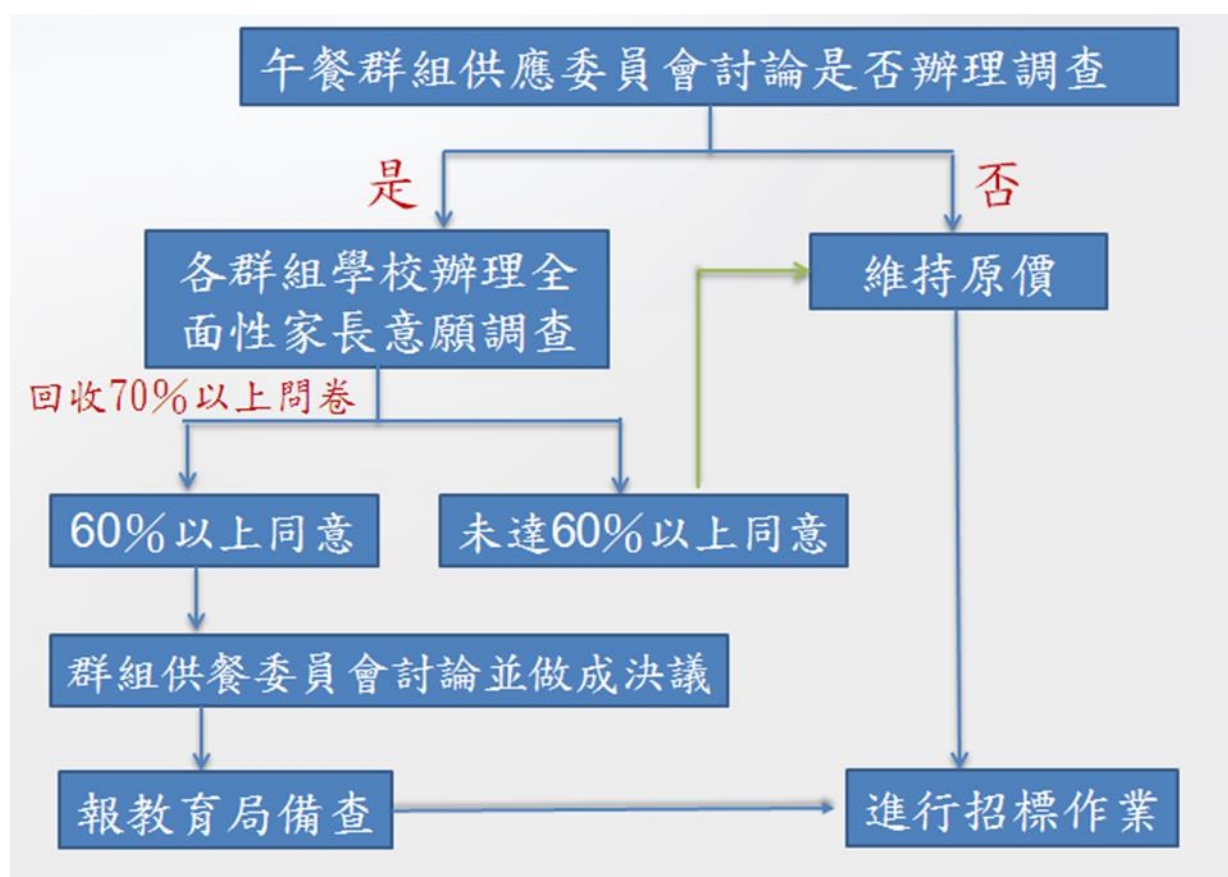 午餐群組供應委員會討論是否辦理調查
是
否
各群組學校辦理全
面性家長意願調查
維持原價
回收70%以上問卷
60%以上同意
未達60%以上同意
群組供餐委員會討論並做成決議
報教育局備查
進行招標作業